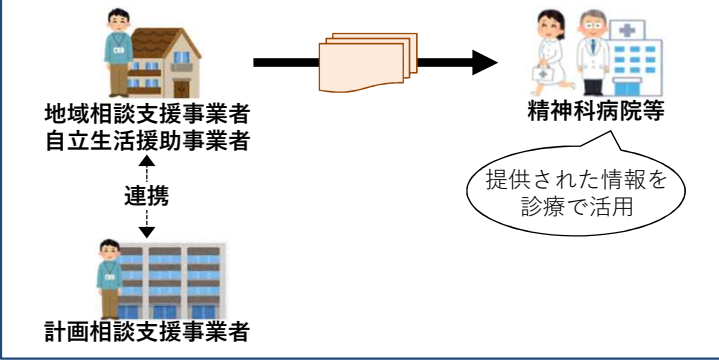 地域相談支援事業者
自立生活援助事業者
精神科病院等
連携
提供された情報を
診療で活用
計画相談支援事業者